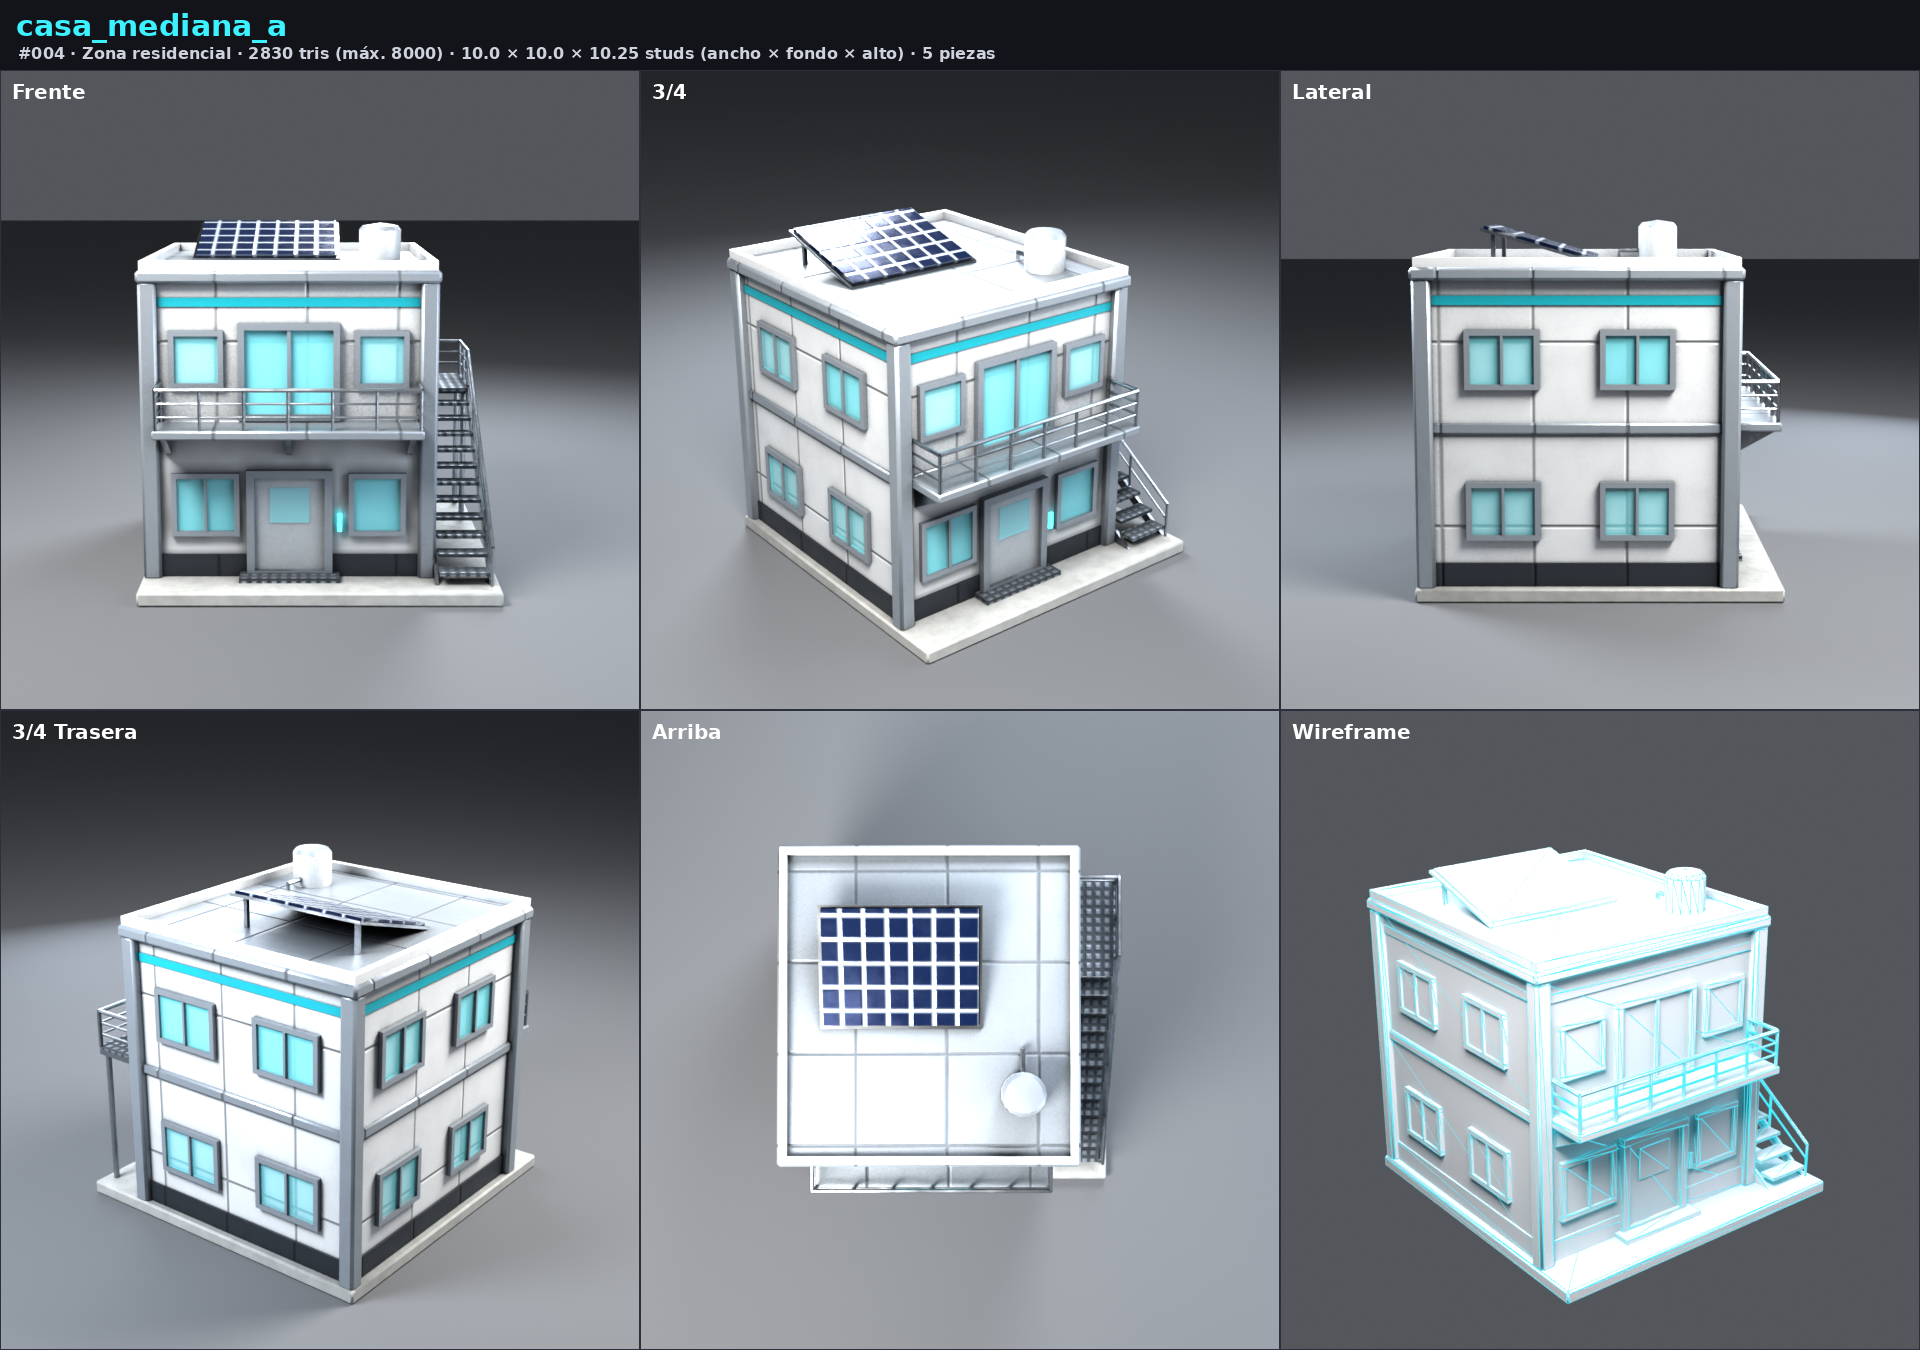 casa_mediana_a
#004 · Zona residencial · 2830 tris (máx. 8000) · 10.0 × 10.0 × 10.25 studs (ancho × fondo × alto) · 5 piezas
Frente
3/4
Lateral
3/4 Trasera
Arriba
Wireframe